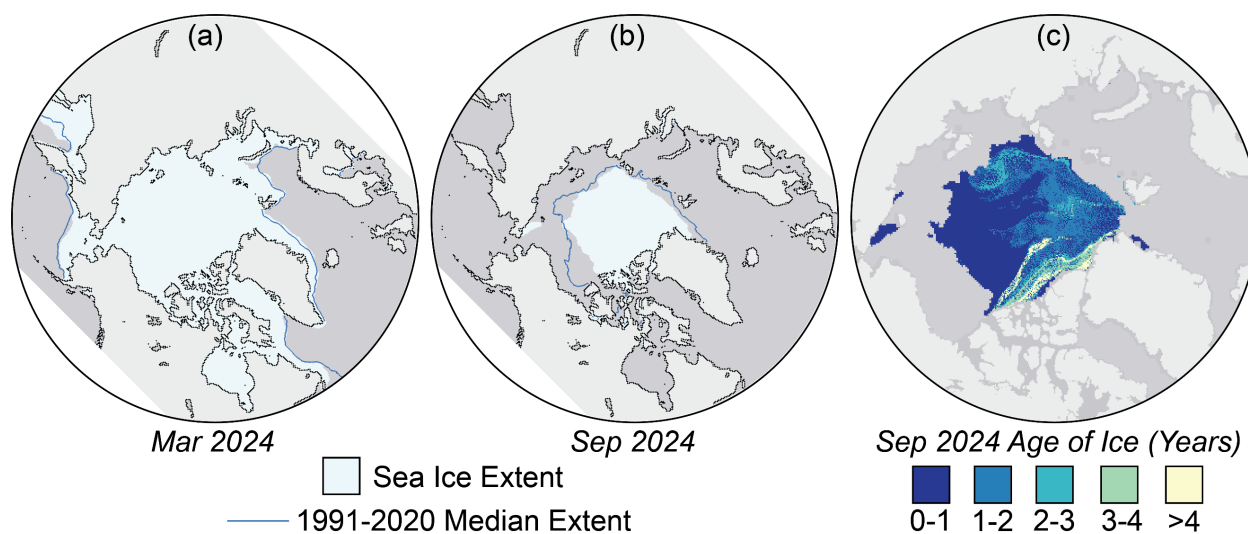 (a)
(b)
(c)
Mar 2024
Sep 2024
Sep 2024 Age of Ice (Years)
Sea Ice Extent
1991-2020 Median Extent
0-1 1-2 2-3 3-4 >4